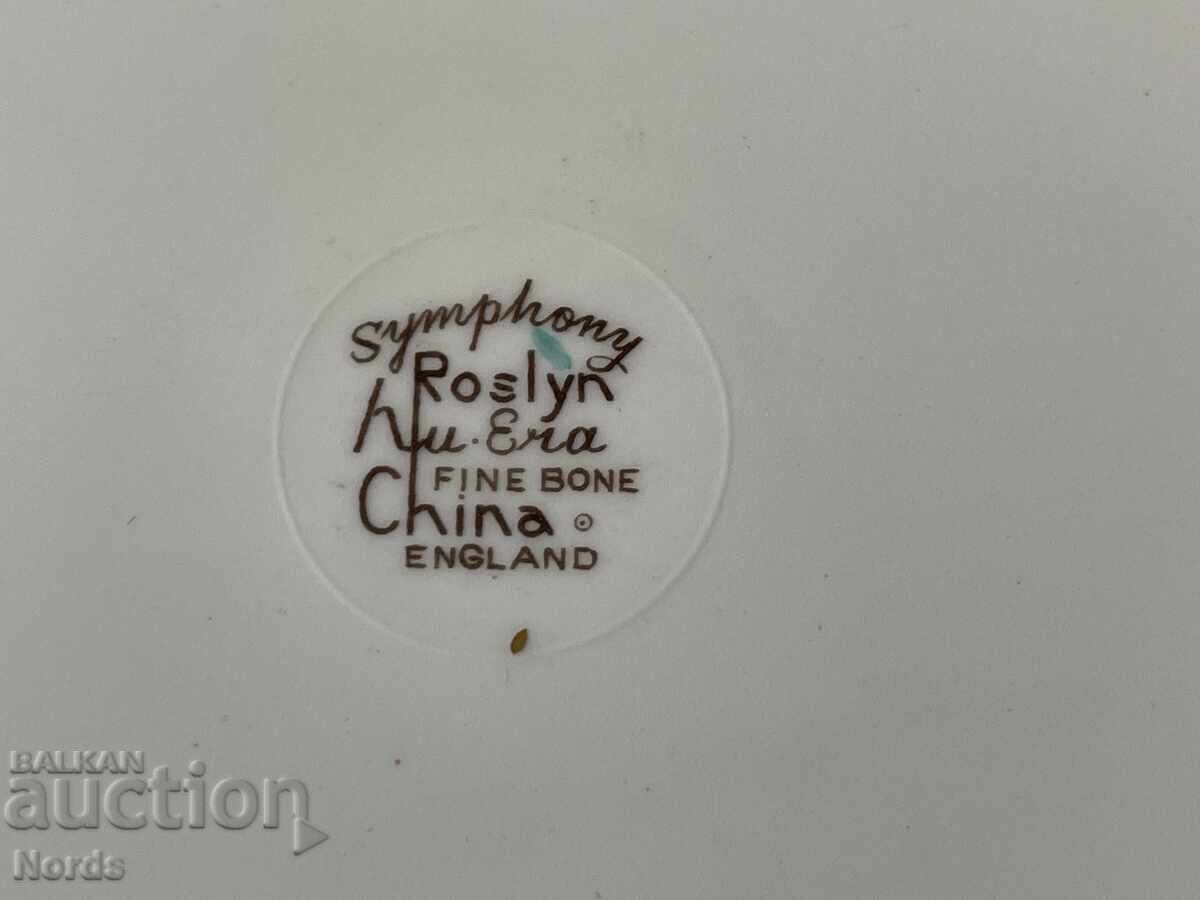 Symphony
Roslyn
Nu-Era
FINE BONE
China
ENGLAND
BALKAN
auction
Nords